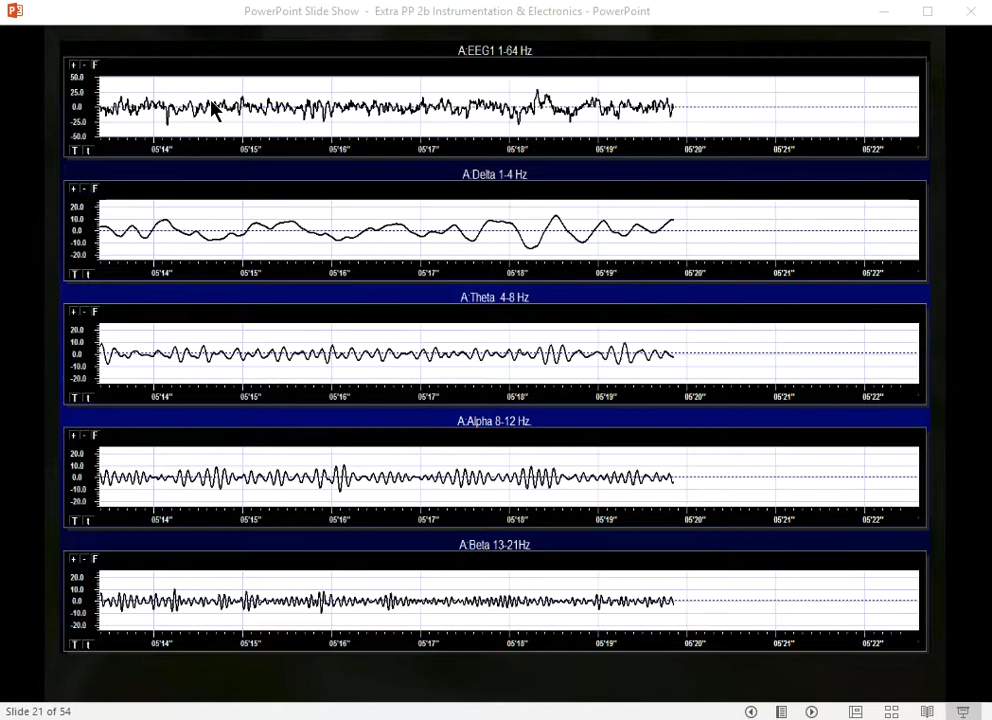 PowerPoint Slide Show - Extra PP 2b Instrumentation & Electronics - PowerPoint
A:EEG1 1-64 Hz
+ - F
50.0
25.0
0.0
-25.0
-50.0
T t 05'14" 05'15" 05'16" 05'17" 05'18" 05'19" 05'20" 05'21" 05'22"
A:Delta 1-4 Hz
+ - F
20.0
10.0
0.0
-10.0
-20.0
T t 05'14" 05'15" 05'16" 05'17" 05'18" 05'19" 05'20" 05'21" 05'22"
A:Theta 4-8 Hz
+ - F
20.0
10.0
0.0
-10.0
-20.0
T t 05'14" 05'15" 05'16" 05'17" 05'18" 05'19" 05'20" 05'21" 05'22"
A:Alpha 8-12 Hz.
+ - F
20.0
10.0
0.0
-10.0
-20.0
T t 05'14" 05'15" 05'16" 05'17" 05'18" 05'19" 05'20" 05'21" 05'22"
A:Beta 13-21Hz
+ - F
20.0
10.0
0.0
-10.0
-20.0
T t 05'14" 05'15" 05'16" 05'17" 05'18" 05'19" 05'20" 05'21" 05'22"
Slide 21 of 54